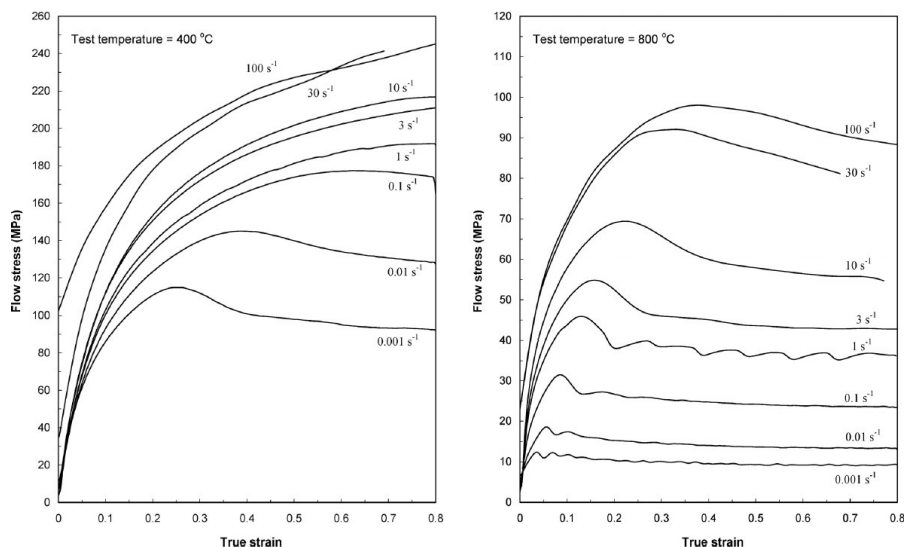 Test temperature = 400 °C
260
240
220
200
180
160
140
120
100
80
60
40
20
0
Flow stress (MPa)
100 s-1
30 s-1
10 s-1
3 s-1
1 s-1
0.1 s-1
0.01 s-1
0.001 s-1
0 0.1 0.2 0.3 0.4 0.5 0.6 0.7 0.8
True strain
Test temperature = 800 °C
120
110
100
90
80
70
60
50
40
30
20
10
0
Flow stress (MPa)
100 s-1
30 s-1
10 s-1
3 s-1
1 s-1
0.1 s-1
0.01 s-1
0.001 s-1
0 0.1 0.2 0.3 0.4 0.5 0.6 0.7 0.8
True strain